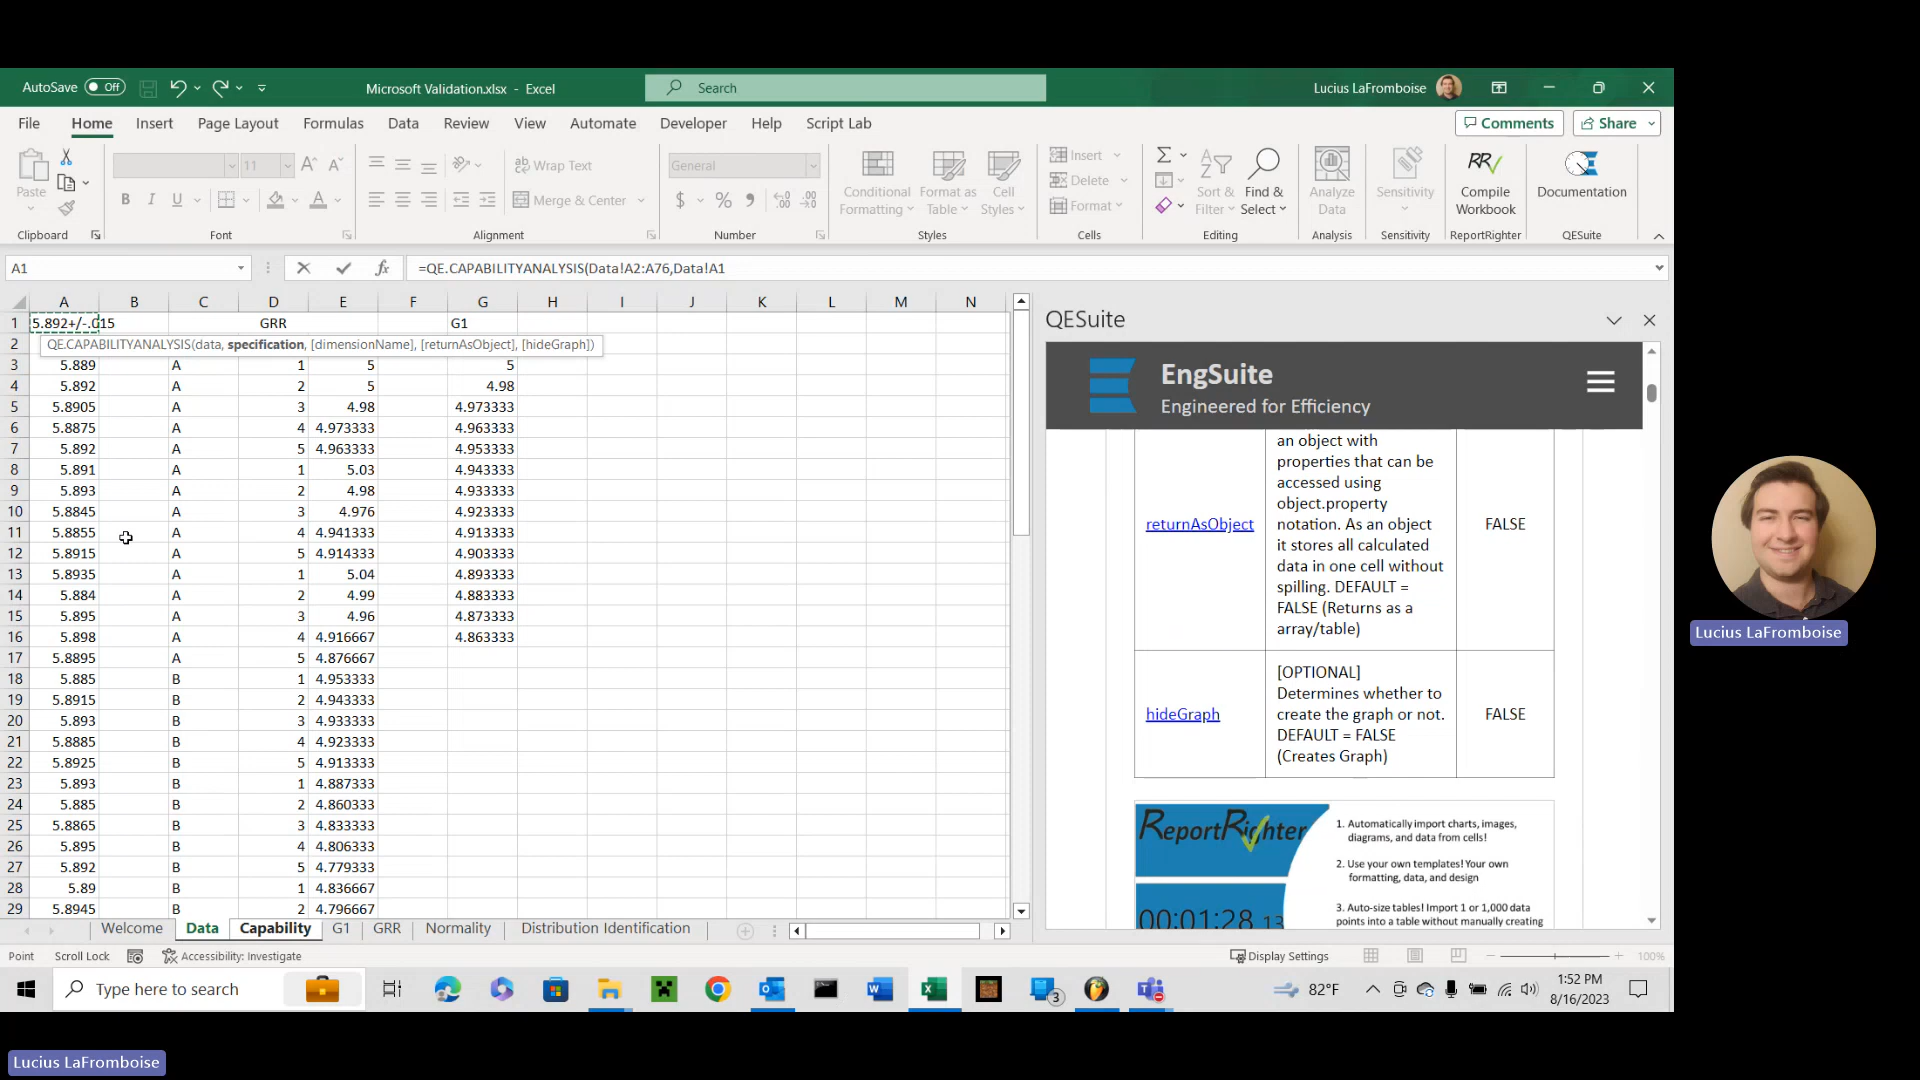 AutoSave Off
Microsoft Validation.xlsx - Excel
Search
Lucius LaFromboise
File Home Insert Page Layout Formulas Data Review View Automate Developer Help Script Lab
Comments Share
Paste
11
Wrap Text
Merge & Center
General
Conditional Formatting
Format as Table
Cell Styles
Insert
Delete
Format
Sort & Filter
Find & Select
Analyze Data
Sensitivity
Compile Workbook
Documentation
Clipboard Font Alignment Number Styles Cells Editing Analysis Sensitivity ReportRighter QESuite
A1
fx
=QE.CAPABILITYANALYSIS(Data!A2:A76,Data!A1
A B C D E F G H I J K L M N
1 5.892+/-.015 GRR G1
2 QE.CAPABILITYANALYSIS(data, specification, [dimensionName], [returnAsObject], [hideGraph])
3 5.889 A 1 5 5
4 5.892 A 2 5 4.98
5 5.8905 A 3 4.98 4.973333
6 5.8875 A 4 4.973333 4.963333
7 5.892 A 5 4.963333 4.953333
8 5.891 A 1 5.03 4.943333
9 5.893 A 2 4.98 4.933333
10 5.8845 A 3 4.976 4.923333
11 5.8855 A 4 4.941333 4.913333
12 5.8915 A 5 4.914333 4.903333
13 5.8935 A 1 5.04 4.893333
14 5.884 A 2 4.99 4.883333
15 5.895 A 3 4.96 4.873333
16 5.898 A 4 4.916667 4.863333
17 5.8895 A 5 4.876667
18 5.885 B 1 4.953333
19 5.8915 B 2 4.943333
20 5.893 B 3 4.933333
21 5.8885 B 4 4.923333
22 5.8925 B 5 4.913333
23 5.893 B 1 4.887333
24 5.885 B 2 4.860333
25 5.8865 B 3 4.833333
26 5.895 B 4 4.806333
27 5.892 B 5 4.779333
28 5.89 B 1 4.836667
29 5.8945 B 2 4.796667
Welcome Data Capability G1 GRR Normality Distribution Identification
Point Scroll Lock Accessibility: Investigate
Display Settings
100%
QESuite
EngSuite
Engineered for Efficiency
returnAsObject
an object with
properties that can be
accessed using
object.property
notation. As an object
it stores all calculated
data in one cell without
spilling. DEFAULT =
FALSE (Returns as a
array/table)
FALSE
hideGraph
[OPTIONAL]
Determines whether to
create the graph or not.
DEFAULT = FALSE
(Creates Graph)
FALSE
ReportRighter
00:01:28.13
1. Automatically import charts, images,
diagrams, and data from cells!
2. Use your own templates! Your own
formatting, data, and design
3. Auto-size tables! Import 1 or 1,000 data
points into a table without manually creating
Type here to search
3
82°F
1:52 PM
8/16/2023
Lucius LaFromboise
Lucius LaFromboise